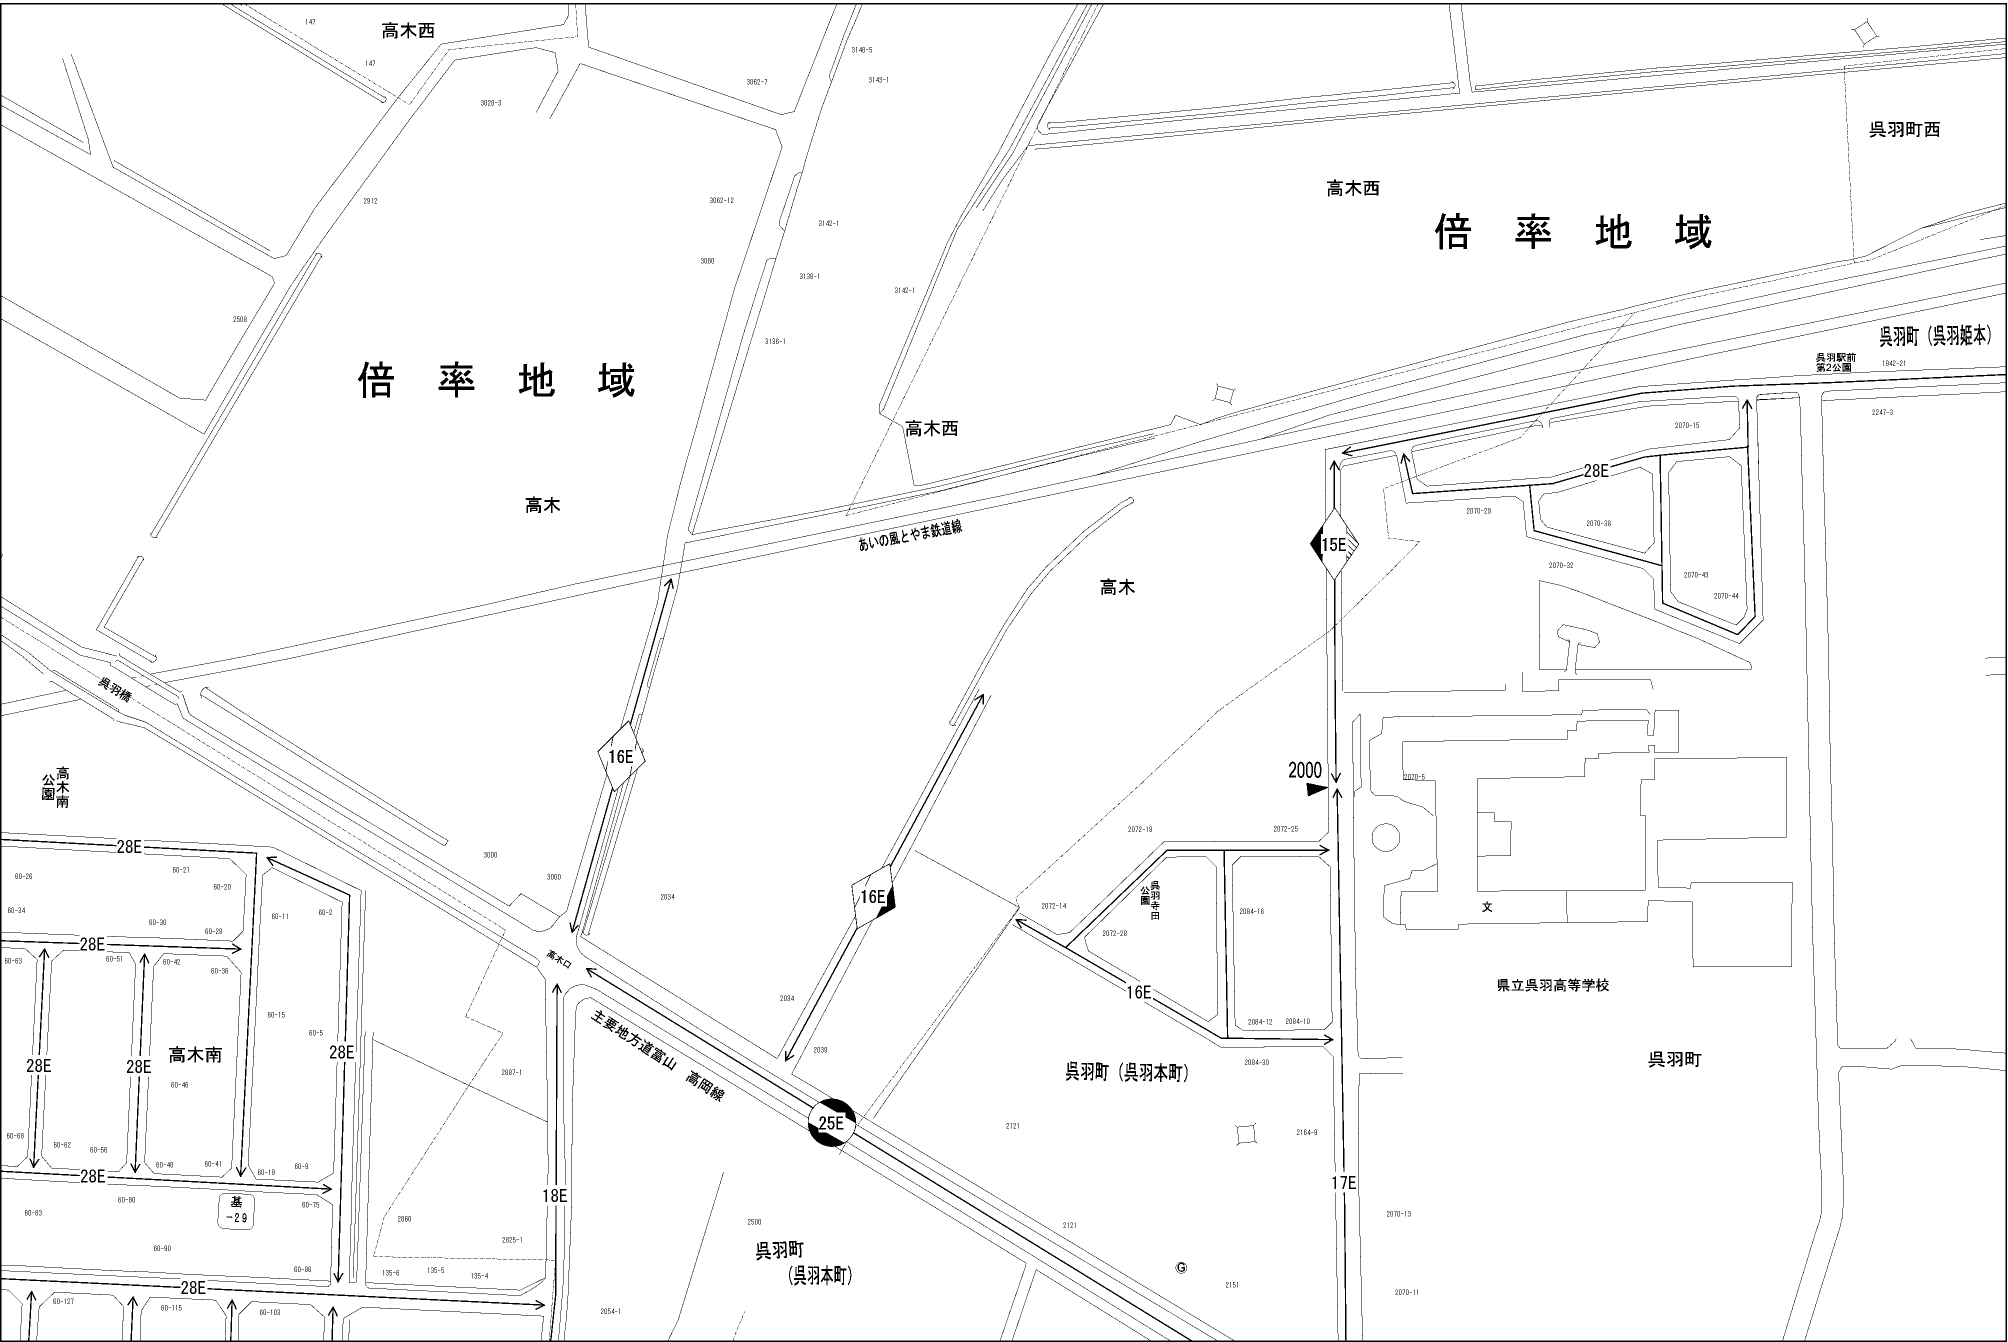 147
高木西
147
3148-5
3143-1
3062-7
3028-3
呉羽町西
高木西
2912
3062-12
3142-1
倍率地域
3080
3138-1
3142-1
2508
3136-1
呉羽町（呉羽姫本）
呉羽駅前
第2公園
1942-21
倍率地域
2247-3
2070-15
高木西
28E
高木
2070-29
2070-38
あいの風とやま鉄道線
15E
2070-32
2070-43
高木
2070-44
呉羽橋
16E
2000
2070-5
高木南
公園
28E
2072-18
2072-25
3000
3000
60-26
60-21
60-20
2034
16E
呉羽寺田
公園
60-34
60-30
60-28
60-11
60-2
2072-14
2084-16
文
28E
2072-28
60-63
60-51
60-42
60-36
高木口
県立呉羽高等学校
16E
2034
60-15
60-5
主要地方道富山　高岡線
2084-12
2084-10
28E
28E
高木南
28E
2039
2084-30
呉羽町
60-46
2887-1
呉羽町（呉羽本町）
25E
2121
2164-9
60-68
60-62
60-56
60-48
60-41
60-19
60-9
28E
17E
18E
60-83
60-80
基
-29
60-75
2860
2070-13
2500
2121
60-90
2825-1
呉羽町
（呉羽本町）
60-86
135-6
135-5
135-4
G
28E
2151
2070-11
60-127
60-115
60-103
2054-1